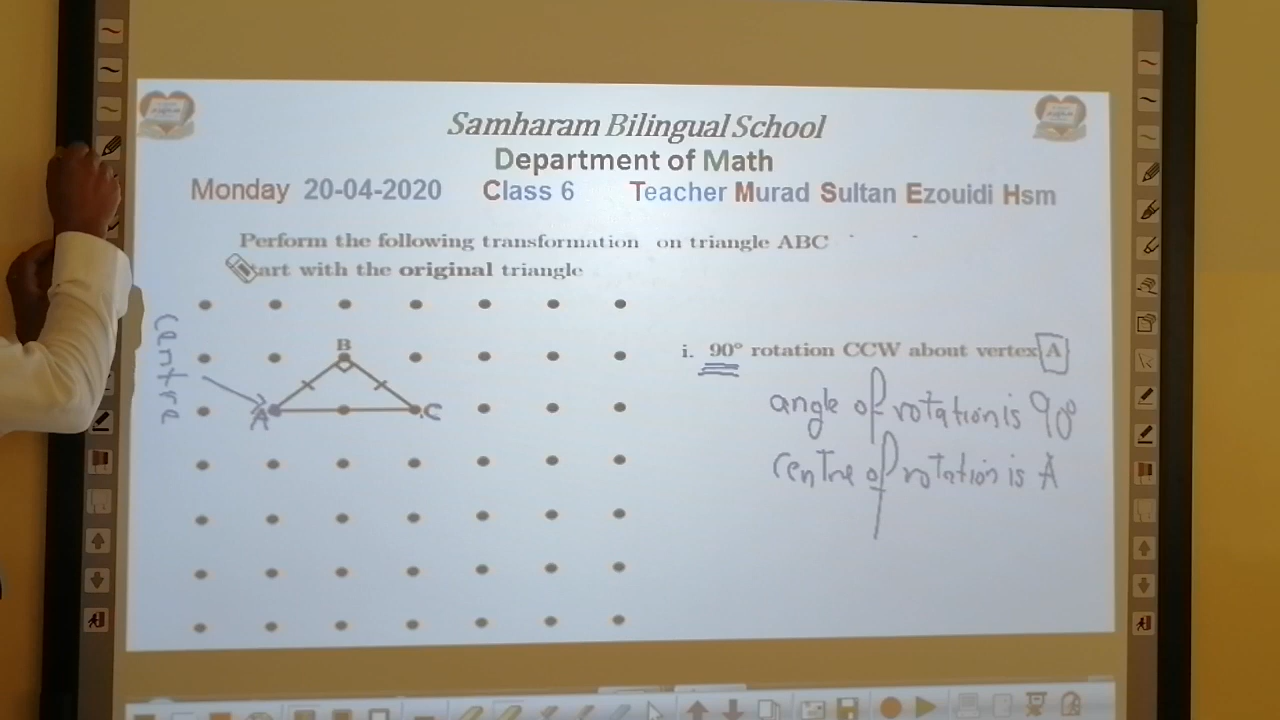 Samharam Bilingual School
Department of Math
Monday 20-04-2020 Class 6 Teacher Murad Sultan Ezouidi Hsm
Perform the following transformation on triangle ABC
art with the original triangle
centre
B
A
C
i. 90° rotation CCW about vertex A
angle of rotation is 90°
centre of rotation is A